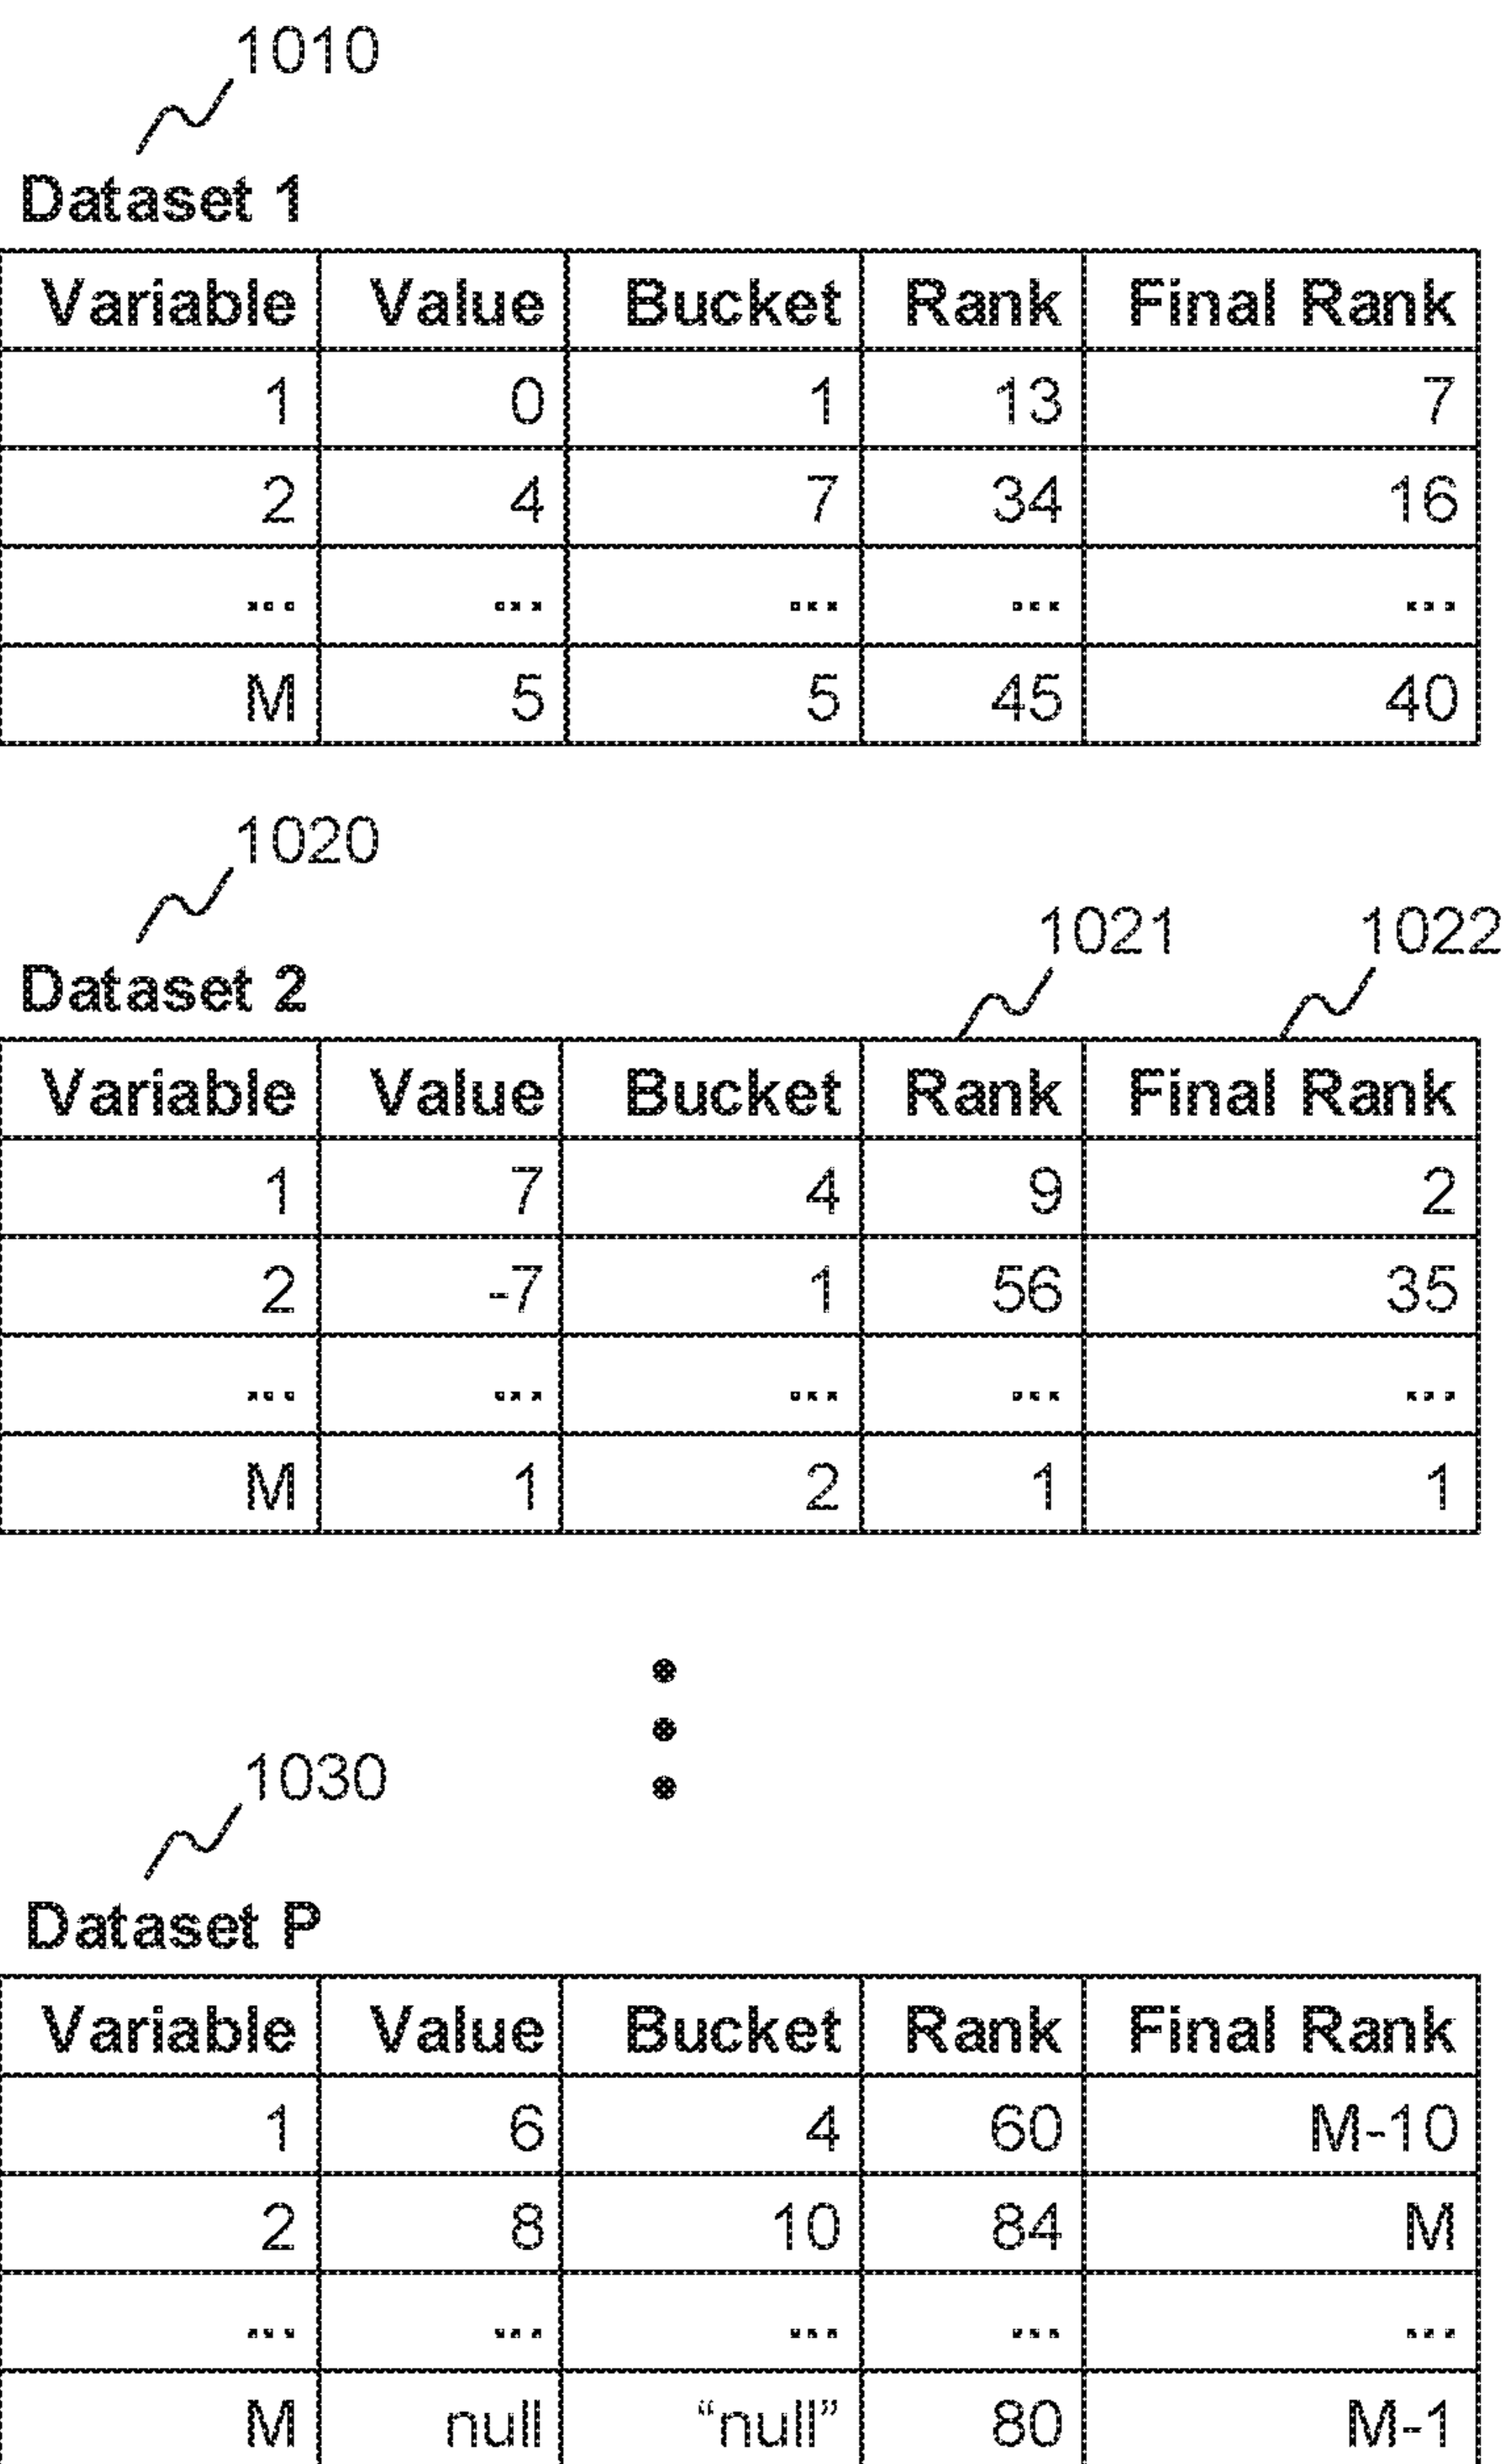 1010
Dataset 1
Variable Value Bucket Rank Final Rank
1 0 1 13 7
2 4 7 34 16
... ... ... ... ...
M 5 5 45 40
1020
1021 1022
Dataset 2
Variable Value Bucket Rank Final Rank
1 7 4 9 2
2 -7 1 56 35
... ... ... ... ...
M 1 2 1 1
1030
Dataset P
Variable Value Bucket Rank Final Rank
1 6 4 60 M-10
2 8 10 84 M
... ... ... ... ...
M null “null” 80 M-1